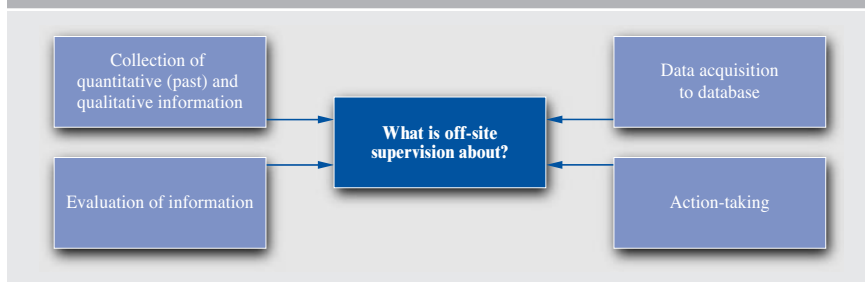 Collection of
quantitative (past) and
qualitative information
Data acquisition
to database
What is off-site
supervision about?
Evaluation of information
Action-taking